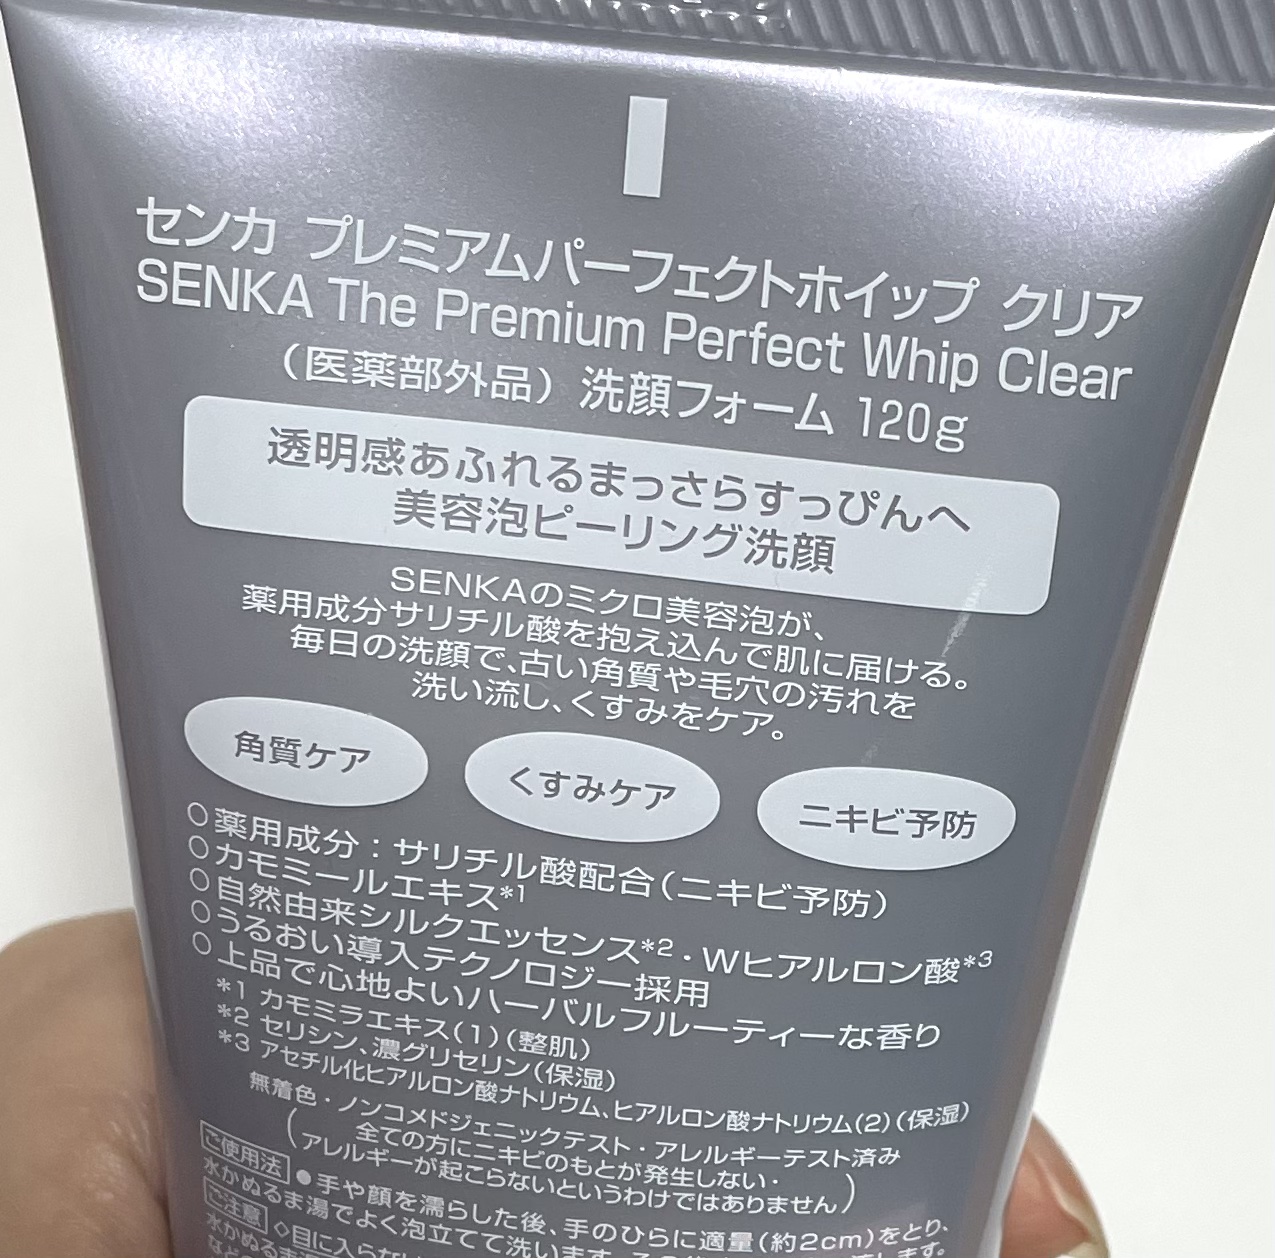 センカ プレミアムパーフェクトホイップ クリア
SENKA The Premium Perfect Whip Clear
（医薬部外品）洗顔フォーム 120g
透明感あふれるまっさらすっぴんへ
美容泡ピーリング洗顔
SENKAのミクロ美容泡が、
薬用成分サリチル酸を抱え込んで肌に届ける。
毎日の洗顔で、古い角質や毛穴の汚れを
洗い流し、くすみをケア。
角質ケア くすみケア ニキビ予防
○薬用成分：サリチル酸配合（ニキビ予防）
○カモミールエキス*1
○自然由来シルクエッセンス*2・Wヒアルロン酸*3
○うるおい導入テクノロジー採用
○上品で心地よいハーバルフルーティーな香り
*1 カモミラエキス(1)(整肌)
*2 セリシン、濃グリセリン(保湿)
*3 アセチル化ヒアルロン酸ナトリウム、ヒアルロン酸ナトリウム(2)(保湿)
無着色・ノンコメドジェニックテスト・アレルギーテスト済み
（全ての方にニキビのもとが発生しない・
アレルギーが起こらないというわけではありません）
ご使用法 ●手や顔を濡らした後、手のひらに適量(約2cm)をとり、
水かぬるま湯でよく泡立てて洗います。
ご注意 ◇目に入らない
水かぬるま